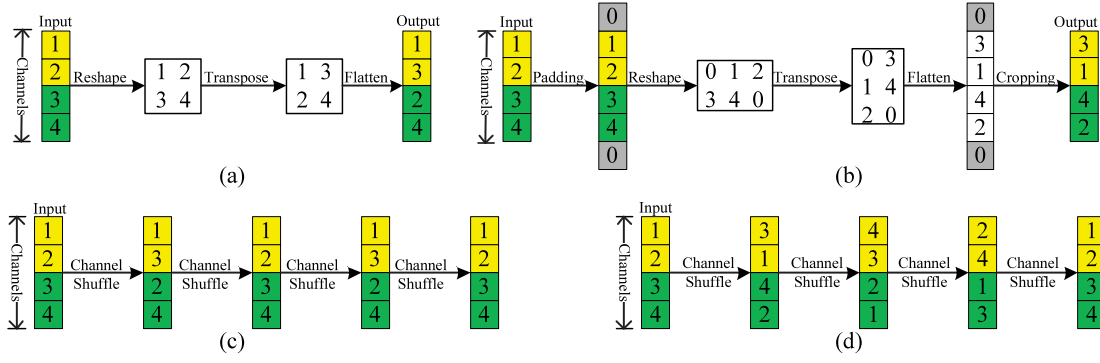 Input
Channels
1
2
3
4
Reshape
1 2
3 4
Transpose
1 3
2 4
Flatten
Output
1
3
2
4
(a)
Input
Channels
1
2
3
4
Padding
0
1
2
3
4
0
Reshape
0 1 2
3 4 0
Transpose
0 3
1 4
2 0
Flatten
0
3
1
4
2
0
Cropping
Output
3
1
4
2
(b)
Input
Channels
1
2
3
4
Channel
Shuffle
1
3
2
4
Channel
Shuffle
1
2
3
4
Channel
Shuffle
1
3
2
4
Channel
Shuffle
1
2
3
4
(c)
Input
Channels
1
2
3
4
Channel
Shuffle
3
1
4
2
Channel
Shuffle
4
3
2
1
Channel
Shuffle
2
4
1
3
Channel
Shuffle
1
2
3
4
(d)